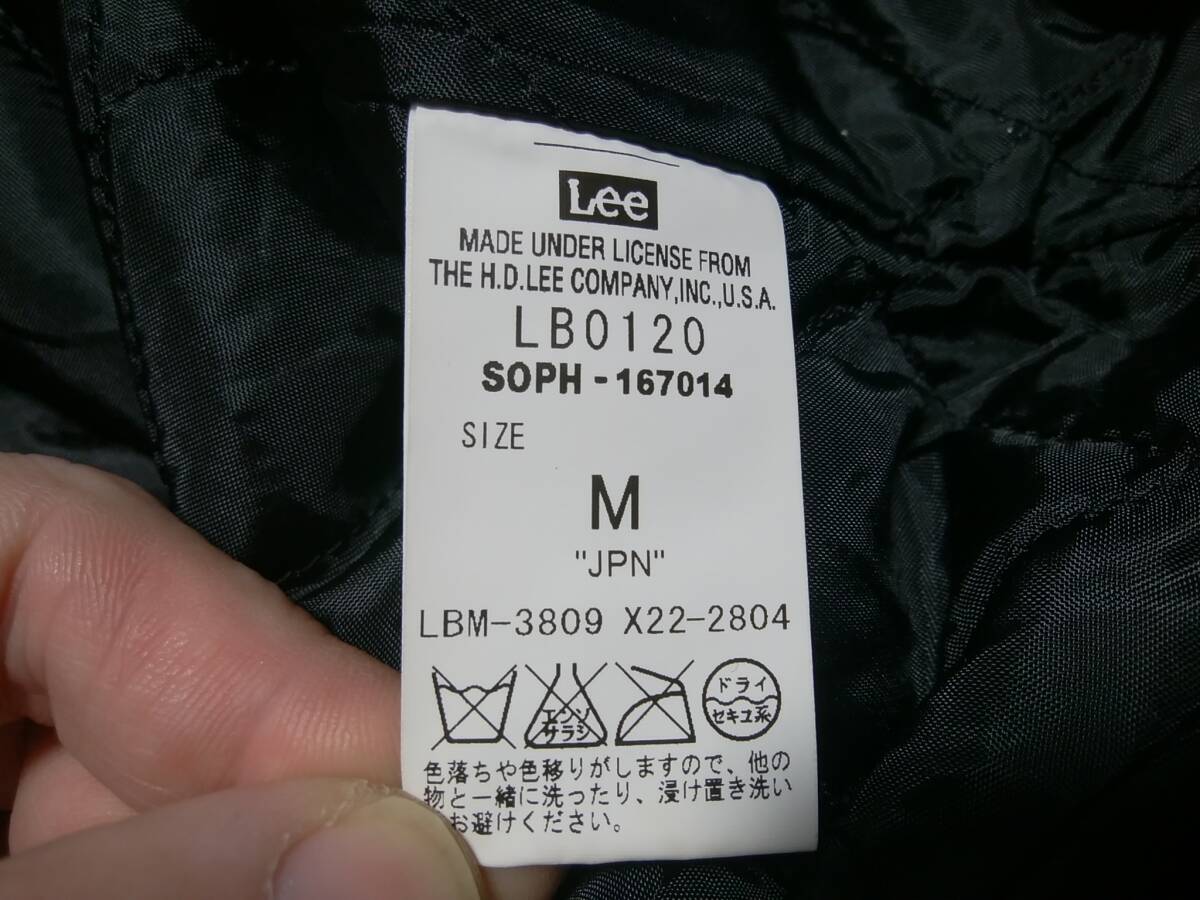 Lee
MADE UNDER LICENSE FROM
THE H.D.LEE COMPANY,INC.,U.S.A.
LB0120
SOPH-167014
SIZE
M
"JPN"
LBM-3809 X22-2804
エンソ
サラシ
ドライ
セキユ系
色落ちや色移りがしますので、他の
物と一緒に洗ったり、浸け置き洗い
お避けください。